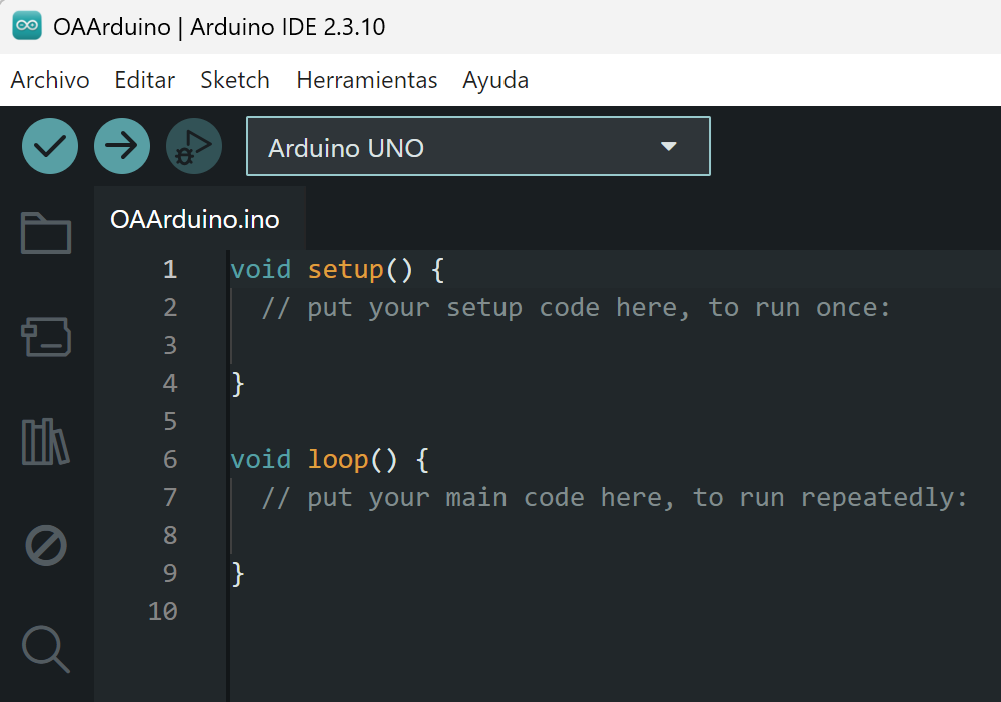 OAArduino | Arduino IDE 2.3.10
Archivo Editar Sketch Herramientas Ayuda
Arduino UNO
OAArduino.ino
1 void setup() {
2   // put your setup code here, to run once:
3
4 }
5
6 void loop() {
7   // put your main code here, to run repeatedly:
8
9 }
10